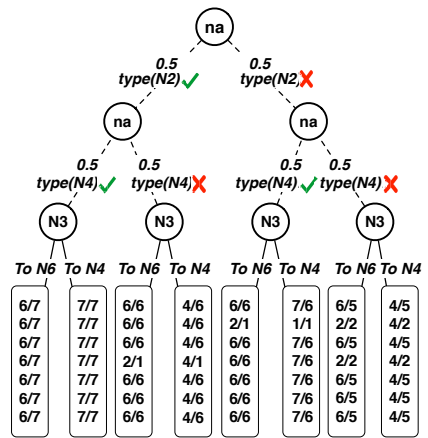 na
0.5 0.5
type(N2) type(N2)
na na
0.5 0.5 0.5 0.5
type(N4) type(N4) type(N4) type(N4)
N3 N3 N3 N3
To N6 To N4 To N6 To N4 To N6 To N4 To N6 To N4
6/7 7/7 6/6 4/6 6/6 7/6 6/5 4/5
6/7 7/7 6/6 4/6 2/1 1/1 2/2 4/2
6/7 7/7 6/6 4/6 6/6 7/6 6/5 4/5
6/7 7/7 2/1 4/1 6/6 7/6 2/2 4/2
6/7 7/7 6/6 4/6 6/6 7/6 6/5 4/5
6/7 7/7 6/6 4/6 6/6 7/6 6/5 4/5
6/7 7/7 6/6 4/6 6/6 7/6 6/5 4/5